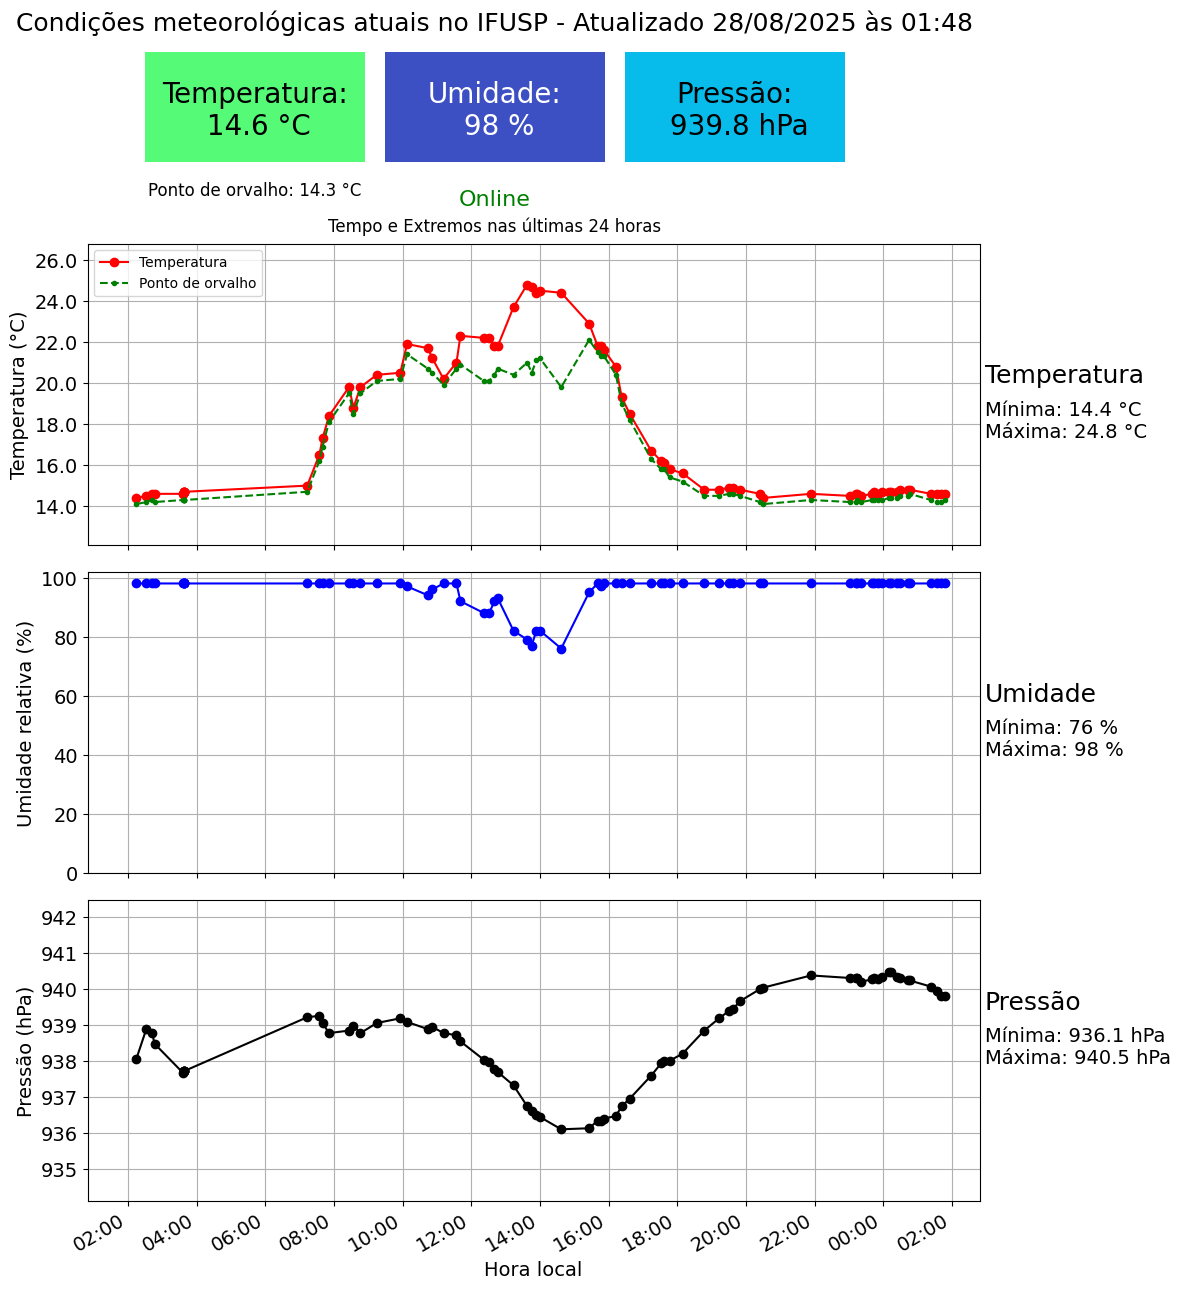 Condições meteorológicas atuais no IFUSP - Atualizado 28/08/2025 às 01:48
Temperatura:
14.6 °C
Umidade:
98 %
Pressão:
939.8 hPa
Ponto de orvalho: 14.3 °C
Online
Tempo e Extremos nas últimas 24 horas
Temperatura (°C)
26.0
24.0
22.0
20.0
18.0
16.0
14.0
Temperatura
Ponto de orvalho
Temperatura
Mínima: 14.4 °C
Máxima: 24.8 °C
Umidade relativa (%)
100
80
60
40
20
0
Umidade
Mínima: 76 %
Máxima: 98 %
Pressão (hPa)
942
941
940
939
938
937
936
935
Pressão
Mínima: 936.1 hPa
Máxima: 940.5 hPa
02:00 04:00 06:00 08:00 10:00 12:00 14:00 16:00 18:00 20:00 22:00 00:00 02:00
Hora local